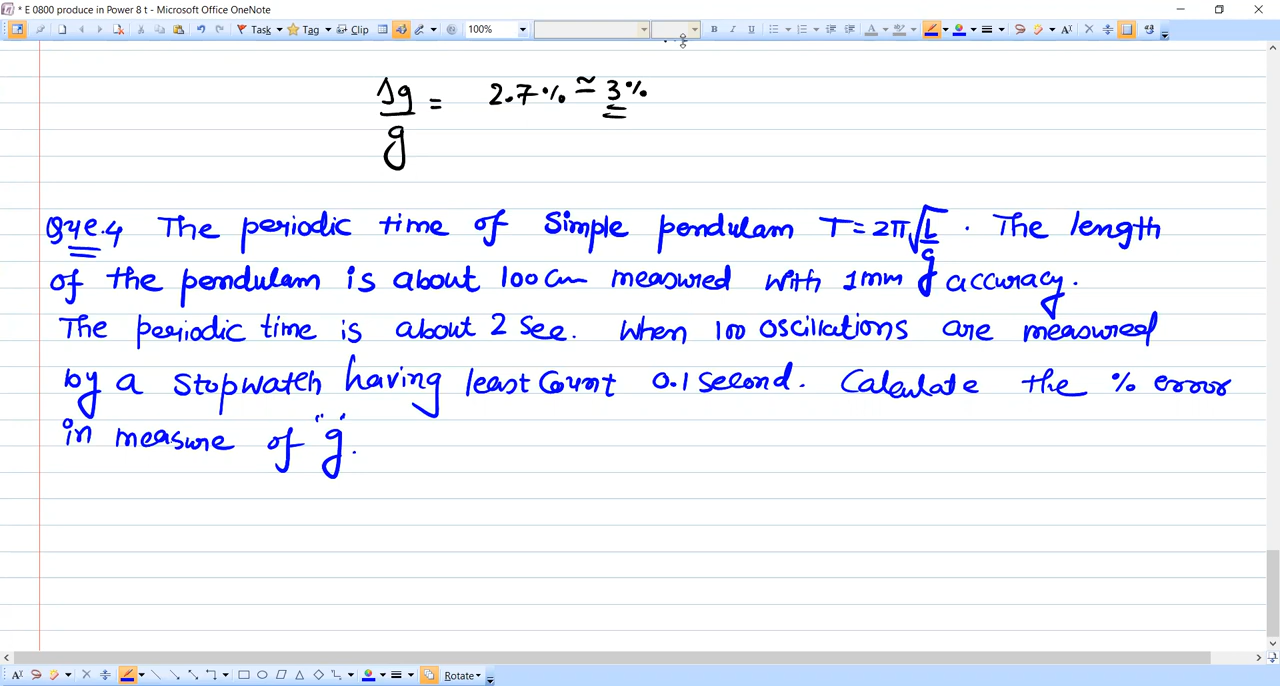 * E 0800 produce in Power 8 t - Microsoft Office OneNote
Task Tag Clip 100% B I U
Δg/g = 2.7% ≃ 3%
Que.4 The periodic time of Simple pendulam T = 2π√(L/g) . The length
of the pendulam is about 100 cm measured with 1mm accuracy.
The periodic time is about 2 Sec. When 100 oscillations are measured
by a stopwatch having least Count 0.1 second. Calculate the % error
in measure of "g".
Rotate